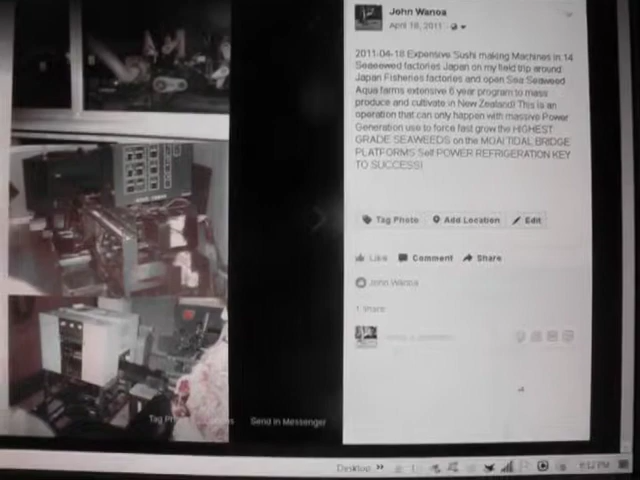 John Wanoa
April 18, 2011
2011-04-18 Expensive Sushi making Machines in 14
Seaeewed factories Japan on my field trip around
Japan Fisheries factories and open Sea Seaweed
Aqua farms extensive 6 year program to mass
produce and cultivate in New Zealand! This is an
operation that can only happen with massive Power
Generation use to force fast grow the HIGHEST
GRADE SEAWEEDS on the MOAI TIDAL BRIDGE
PLATFORMS Self POWER REFRIGERATION KEY
TO SUCCESS!
Tag Photo Add Location Edit
Like Comment Share
John Wanoa
1 Share
Send in Messenger
Desktop